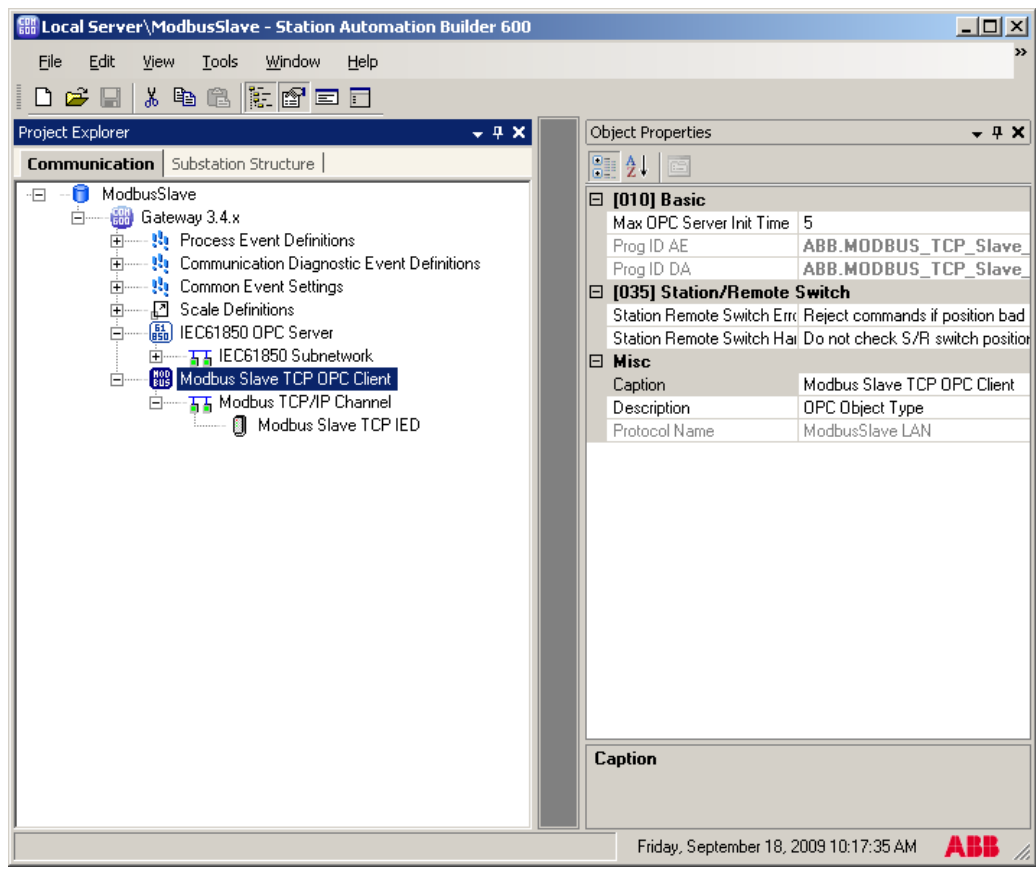 Local Server\ModbusSlave - Station Automation Builder 600
File Edit View Tools Window Help
Project Explorer
Communication Substation Structure
ModbusSlave
Gateway 3.4.x
Process Event Definitions
Communication Diagnostic Event Definitions
Common Event Settings
Scale Definitions
IEC61850 OPC Server
IEC61850 Subnetwork
Modbus Slave TCP OPC Client
Modbus TCP/IP Channel
Modbus Slave TCP IED
Object Properties
[010] Basic
Max OPC Server Init Time 5
Prog ID AE ABB.MODBUS_TCP_Slave_
Prog ID DA ABB.MODBUS_TCP_Slave_
[035] Station/Remote Switch
Station Remote Switch Erro Reject commands if position bad
Station Remote Switch Hai Do not check S/R switch position
Misc
Caption Modbus Slave TCP OPC Client
Description OPC Object Type
Protocol Name ModbusSlave LAN
Caption
Friday, September 18, 2009 10:17:35 AM ABB